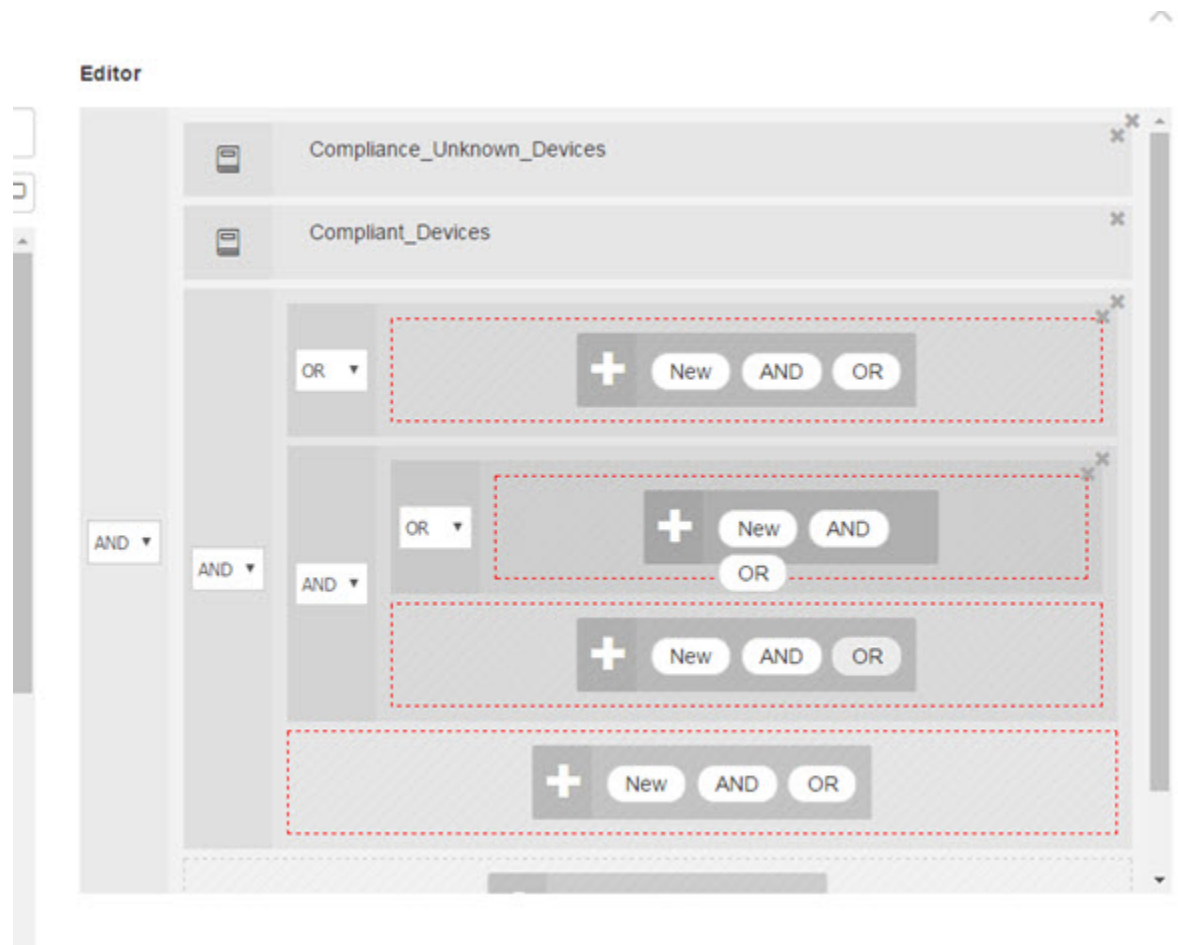 Editor
Compliance_Unknown_Devices
Compliant_Devices
OR New AND OR
OR New AND
AND AND AND OR
New AND OR
New AND OR